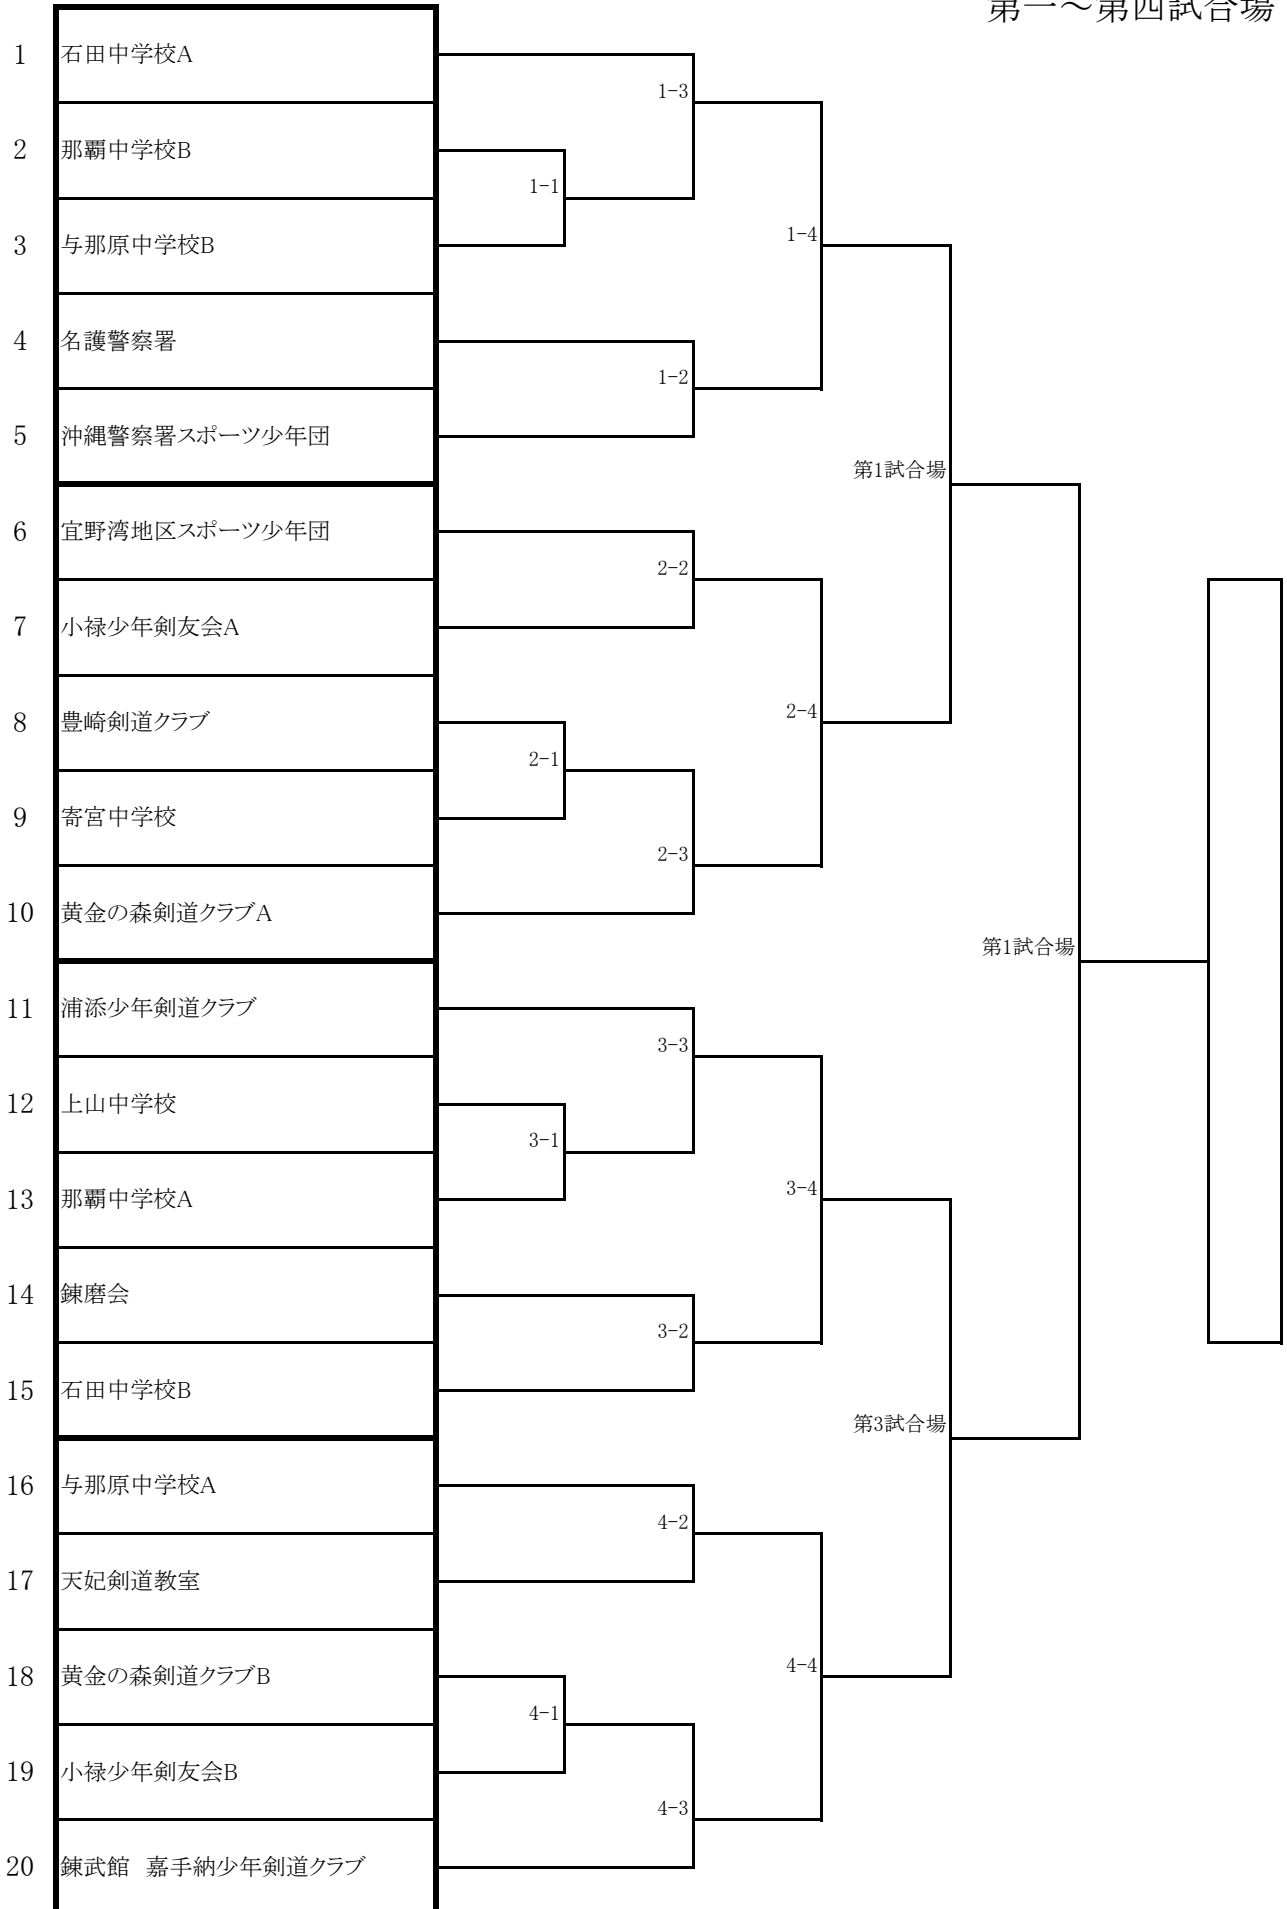 第一～第四試合場
1 石田中学校A
1-3
2 那覇中学校B
1-1
3 与那原中学校B
1-4
4 名護警察署
1-2
5 沖縄警察署スポーツ少年団
第1試合場
6 宜野湾地区スポーツ少年団
2-2
7 小禄少年剣友会A
2-4
8 豊崎剣道クラブ
2-1
9 寄宮中学校
2-3
10 黄金の森剣道クラブA
第1試合場
11 浦添少年剣道クラブ
3-3
12 上山中学校
3-1
13 那覇中学校A
3-4
14 錬磨会
3-2
15 石田中学校B
第3試合場
16 与那原中学校A
4-2
17 天妃剣道教室
4-4
18 黄金の森剣道クラブB
4-1
19 小禄少年剣友会B
4-3
20 錬武館 嘉手納少年剣道クラブ